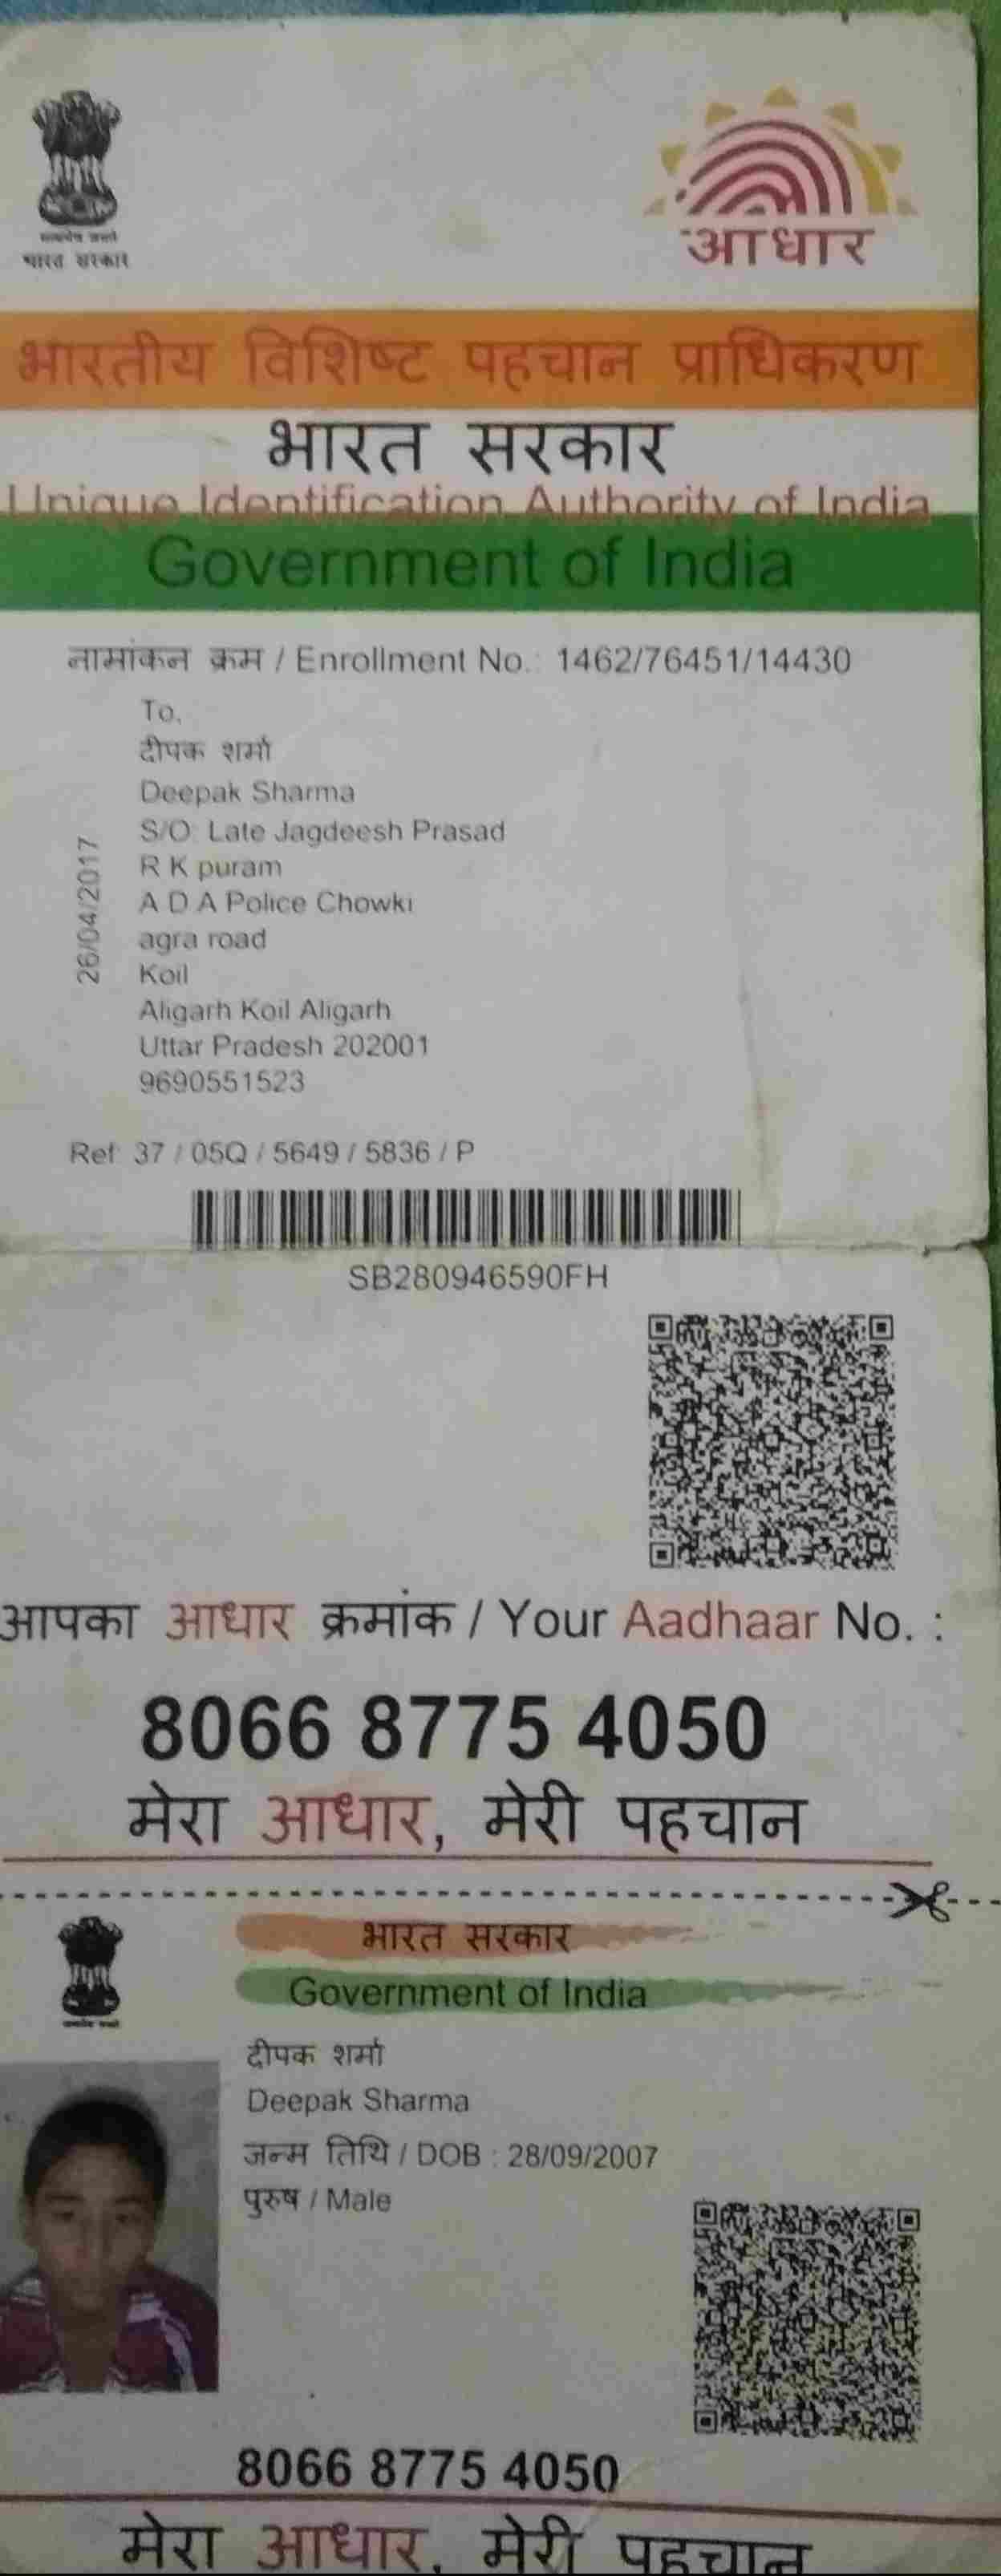 सत्यमेव जयते
भारत सरकार
आधार
भारतीय विशिष्ट पहचान प्राधिकरण
भारत सरकार
Unique Identification Authority of India
Government of India
नामांकन क्रम / Enrollment No.: 1462/76451/14430
To,
दीपक शर्मा
Deepak Sharma
S/O: Late Jagdeesh Prasad
R K puram
A D A Police Chowki
agra road
Koil
Aligarh Koil Aligarh
Uttar Pradesh 202001
9690551523
26/04/2017
Ref: 37 / 05Q / 5649 / 5836 / P
SB280946590FH
आपका आधार क्रमांक / Your Aadhaar No. :
8066 8775 4050
मेरा आधार, मेरी पहचान
भारत सरकार
Government of India
दीपक शर्मा
Deepak Sharma
जन्म तिथि / DOB : 28/09/2007
पुरुष / Male
8066 8775 4050
मेरा आधार, मेरी पहचान